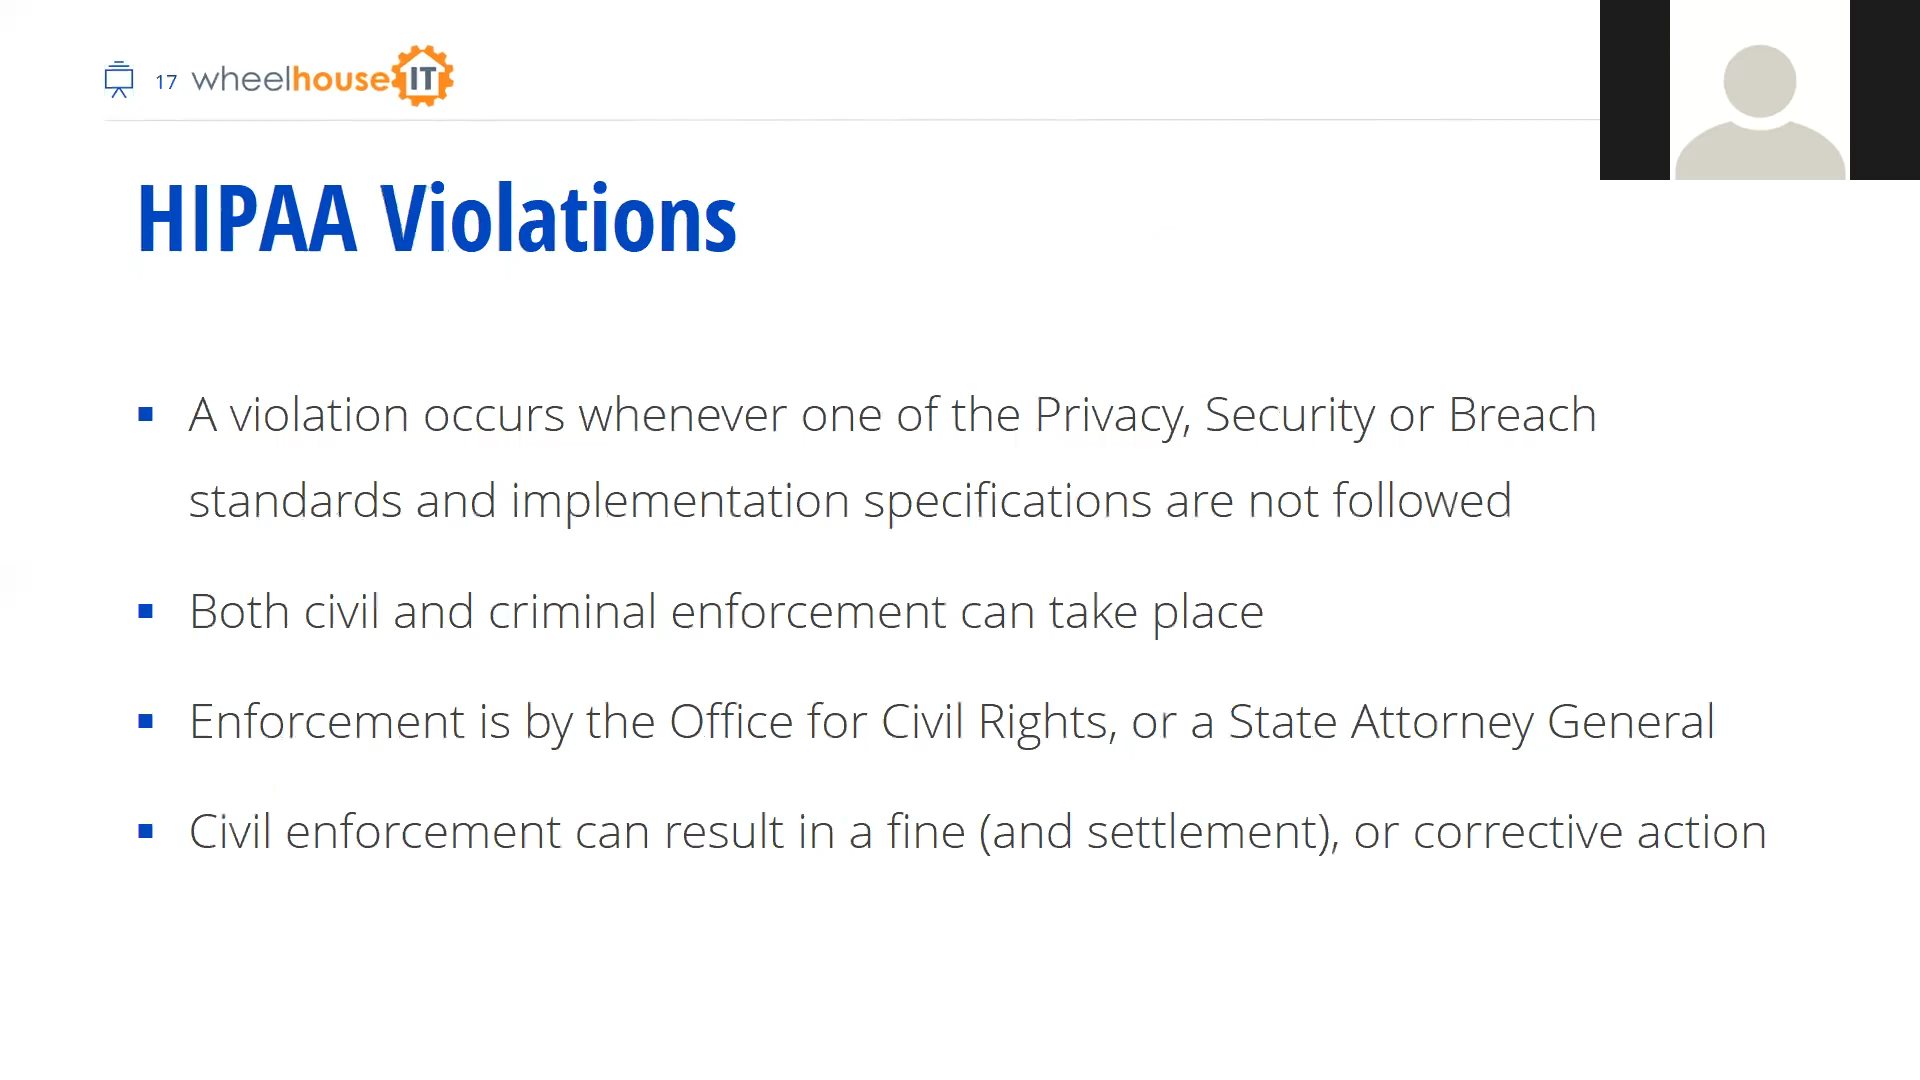 17 wheelhouse IT
HIPAA Violations
▪ A violation occurs whenever one of the Privacy, Security or Breach
standards and implementation specifications are not followed
▪ Both civil and criminal enforcement can take place
▪ Enforcement is by the Office for Civil Rights, or a State Attorney General
▪ Civil enforcement can result in a fine (and settlement), or corrective action